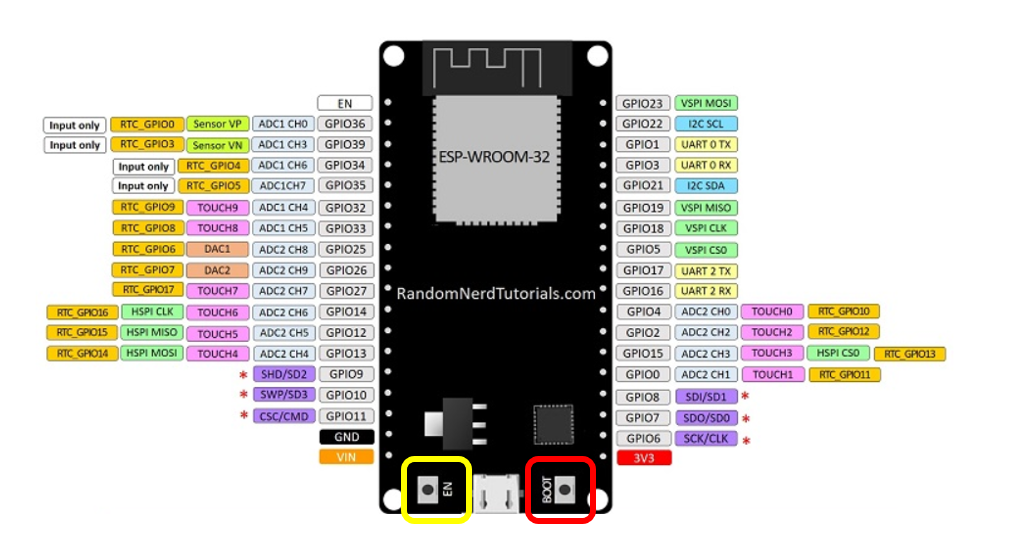 EN GPIO23 VSPI MOSI
Input only RTC_GPIO0 Sensor VP ADC1 CH0 GPIO36 GPIO22 I2C SCL
Input only RTC_GPIO3 Sensor VN ADC1 CH3 GPIO39 GPIO1 UART 0 TX
ESP-WROOM-32
Input only RTC_GPIO4 ADC1 CH6 GPIO34 GPIO3 UART 0 RX
Input only RTC_GPIO5 ADC1CH7 GPIO35 GPIO21 I2C SDA
RTC_GPIO9 TOUCH9 ADC1 CH4 GPIO32 GPIO19 VSPI MISO
RTC_GPIO8 TOUCH8 ADC1 CH5 GPIO33 GPIO18 VSPI CLK
RTC_GPIO6 DAC1 ADC2 CH8 GPIO25 GPIO5 VSPI CS0
RTC_GPIO7 DAC2 ADC2 CH9 GPIO26 GPIO17 UART 2 TX
RTC_GPIO17 TOUCH7 ADC2 CH7 GPIO27 RandomNerdTutorials.com GPIO16 UART 2 RX
RTC_GPIO16 HSPI CLK TOUCH6 ADC2 CH6 GPIO14 GPIO4 ADC2 CH0 TOUCH0 RTC_GPIO10
RTC_GPIO15 HSPI MISO TOUCH5 ADC2 CH5 GPIO12 GPIO2 ADC2 CH2 TOUCH2 RTC_GPIO12
RTC_GPIO14 HSPI MOSI TOUCH4 ADC2 CH4 GPIO13 GPIO15 ADC2 CH3 TOUCH3 HSPI CS0 RTC_GPIO13
* SHD/SD2 GPIO9 GPIO0 ADC2 CH1 TOUCH1 RTC_GPIO11
* SWP/SD3 GPIO10 GPIO8 SDI/SD1 *
* CSC/CMD GPIO11 GPIO7 SDO/SD0 *
GND GPIO6 SCK/CLK *
VIN 3V3
EN BOOT